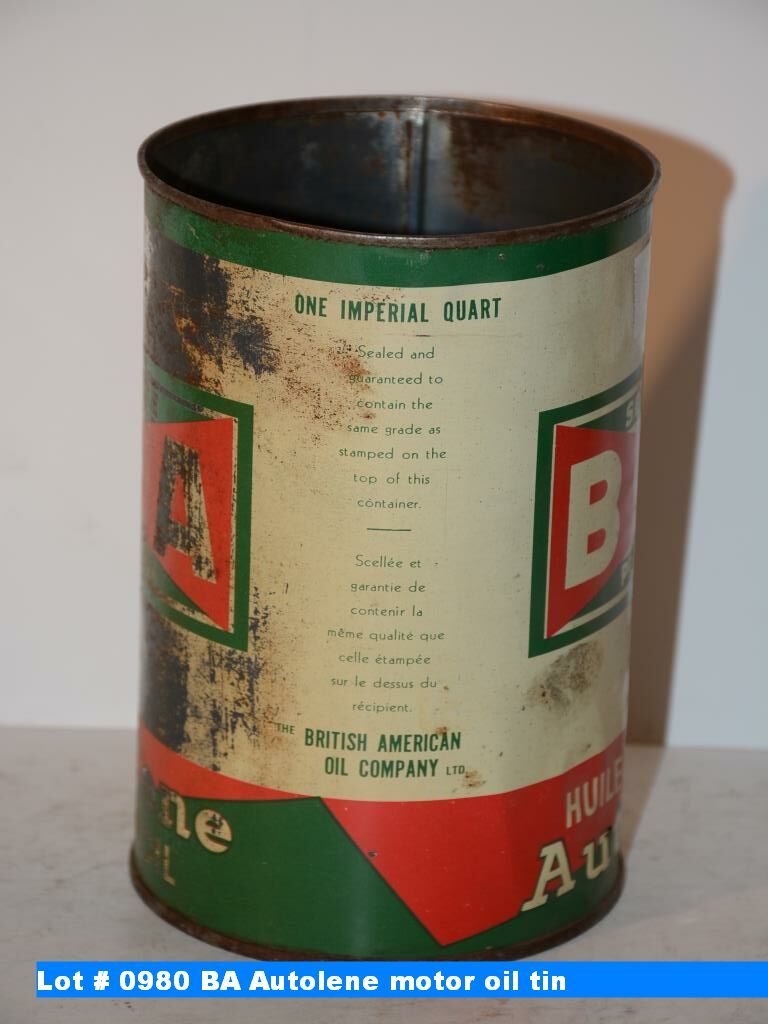 ONE IMPERIAL QUART
Sealed and
guaranteed to
contain the
same grade as
stamped on the
top of this
container.
Scellée et
garantie de
contenir la
même qualité que
celle étampée
sur le dessus du
récipient.
THE BRITISH AMERICAN
OIL COMPANY LTD.
A
B
HUILE
Au
ene
Lot # 0980 BA Autolene motor oil tin